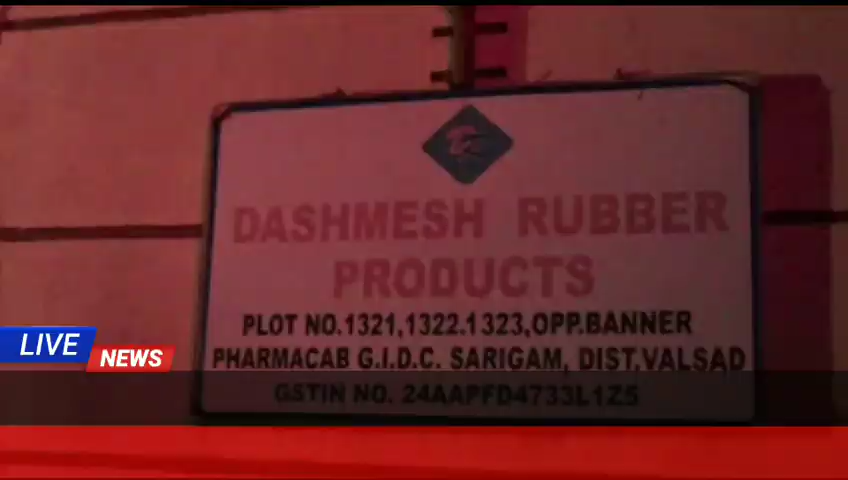 DASHMESH RUBBER
PRODUCTS
PLOT NO.1321,1322.1323,OPP.BANNER
PHARMACAB G.I.D.C. SARIGAM, DIST.VALSAD
GSTIN NO. 24AAPFD4733L1Z5
LIVE
NEWS